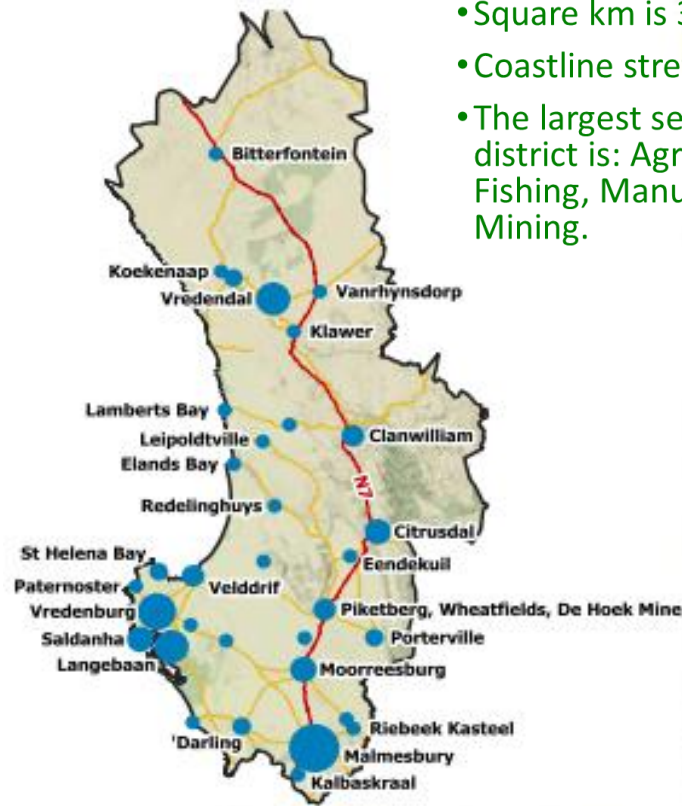 • Square km is 3
• Coastline stre
• The largest se
district is: Agr
Fishing, Manu
Mining.
Bitterfontein
Koekenaap
Vredendal
Vanrhynsdorp
Klawer
Lamberts Bay
Leipoldtville
Clanwilliam
Elands Bay
N7
Redelinghuys
Citrusdal
St Helena Bay
Eendekuil
Paternoster
Velddrif
Vredenburg
Piketberg, Wheatfields, De Hoek Mine
Saldanha
Porterville
Langebaan
Moorreesburg
Riebeek Kasteel
'Darling
Malmesbury
Kalbaskraal